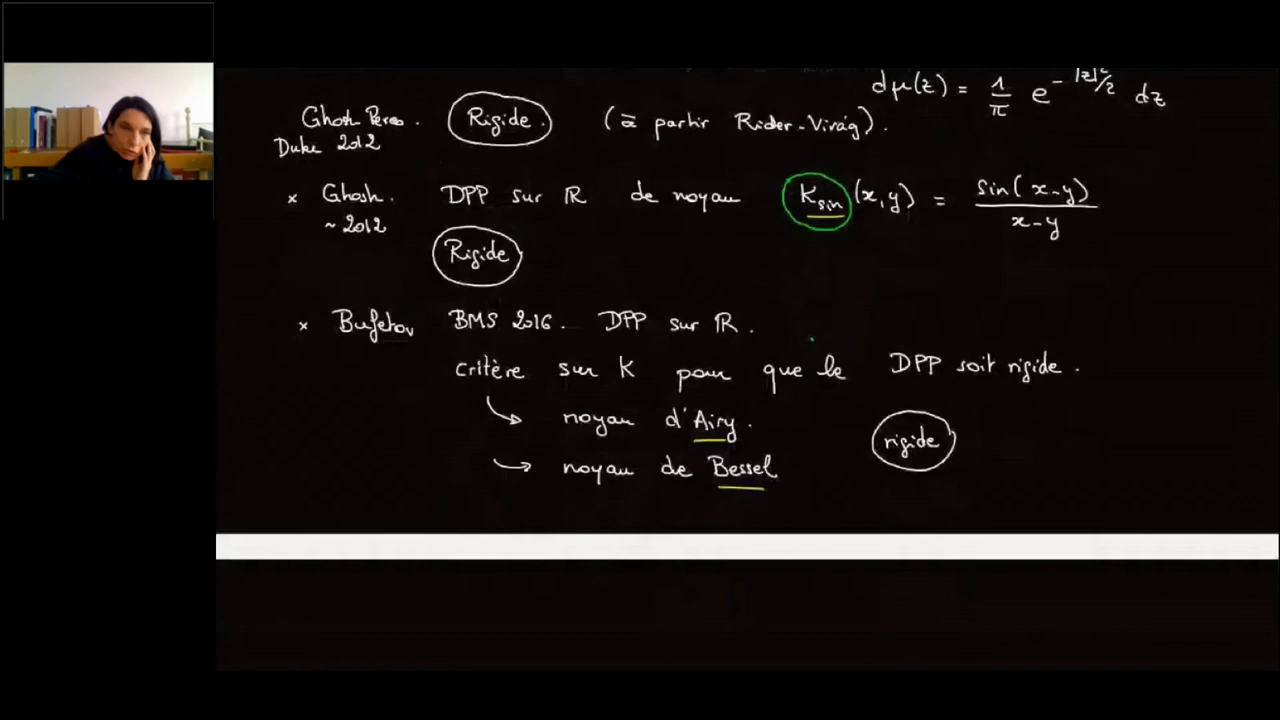 dμ(z) = 1/π e^{-|z|²/2} dz
Ghosh Peres. Rigide (à partir Rider-Virág).
Duke 2012
× Ghosh. DPP sur ℝ de noyau K_sin (x,y) = sin(x-y)/x-y
~ 2012
Rigide
× Bufetov BMS 2016. DPP sur ℝ.
critère sur K pour que le DPP soit rigide.
↳ noyau d'Airy.
rigide
↳ noyau de Bessel